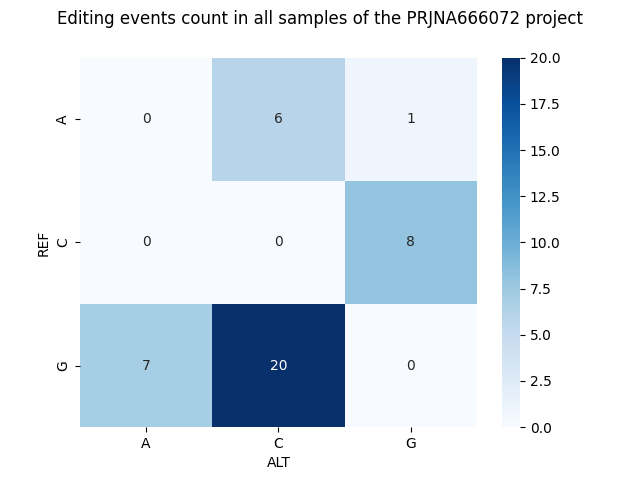 Editing events count in all samples of the PRJNA666072 project
20.0
17.5
15.0
12.5
10.0
7.5
5.0
2.5
0.0
REF
A
0 6 1
C
0 0 8
G
7 20 0
A C G
ALT